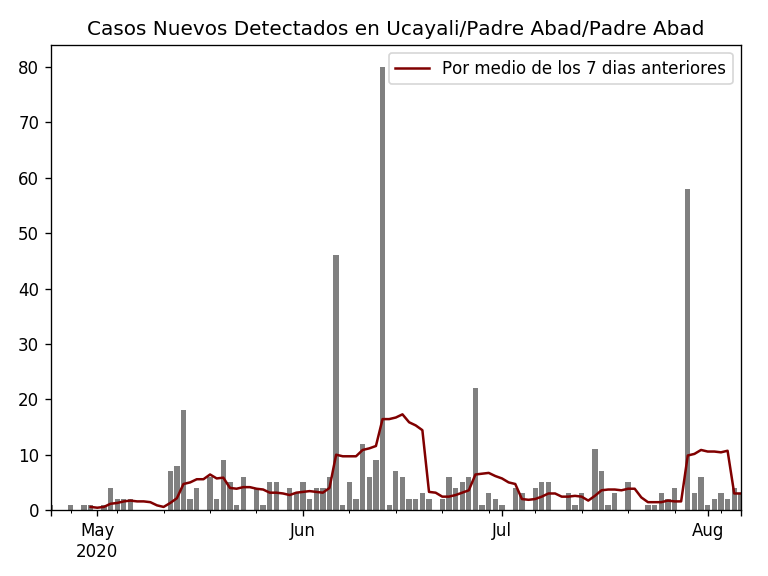 Casos Nuevos Detectados en Ucayali/Padre Abad/Padre Abad
Por medio de los 7 dias anteriores
80
70
60
50
40
30
20
10
0
May
2020
Jun
Jul
Aug